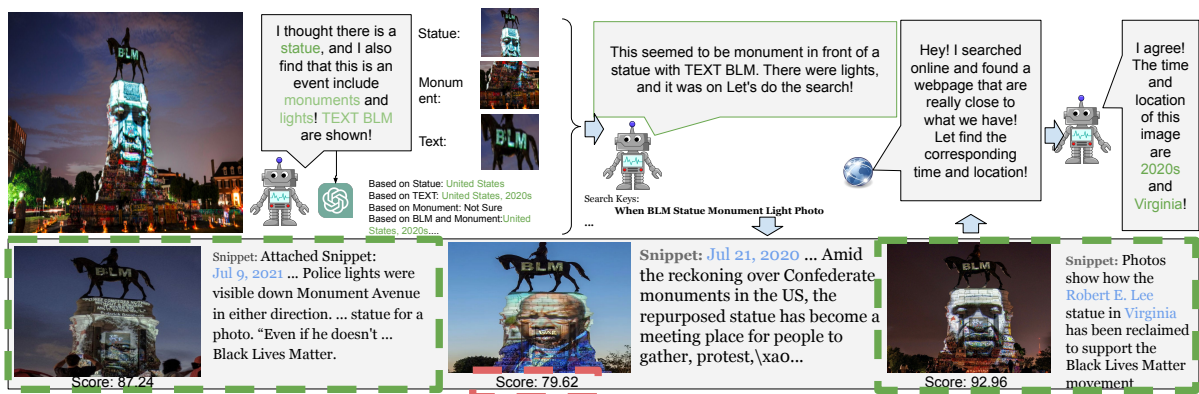 BLM
I thought there is a
statue, and I also
find that this is an
event include
monuments and
lights! TEXT BLM
are shown!
Statue:
Monum
ent:
Text:
BLM
Based on Statue: United States
Based on TEXT: United States, 2020s
Based on Monument: Not Sure
Based on BLM and Monument:United
States, 2020s....
This seemed to be monument in front of a
statue with TEXT BLM. There were lights,
and it was on Let's do the search!
Search Keys:
When BLM Statue Monument Light Photo
...
Hey! I searched
online and found a
webpage that are
really close to
what we have!
Let find the
corresponding
time and location!
I agree!
The time
and
location
of this
image
are
2020s
and
Virginia!
BLM
Snippet: Attached Snippet:
Jul 9, 2021 ... Police lights were
visible down Monument Avenue
in either direction. ... statue for a
photo. “Even if he doesn't ...
Black Lives Matter.
Score: 87.24
BLM
Snippet: Jul 21, 2020 ... Amid
the reckoning over Confederate
monuments in the US, the
repurposed statue has become a
meeting place for people to
gather, protest,\xa0...
Score: 79.62
BLM
Snippet: Photos
show how the
Robert E. Lee
statue in Virginia
has been reclaimed
to support the
Black Lives Matter
movement
Score: 92.96